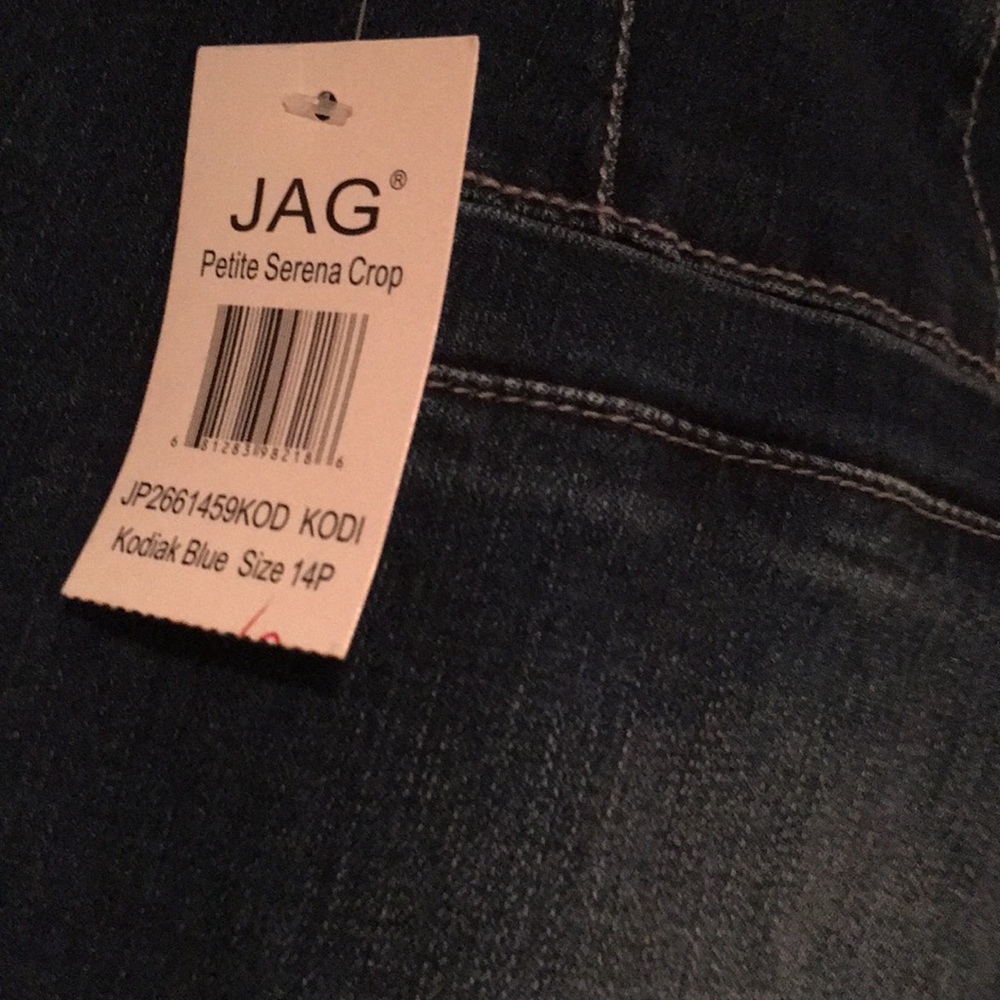 JAG®
Petite Serena Crop
6 81283 98218 6
JP2661459KOD KODI
Kodiak Blue Size 14P